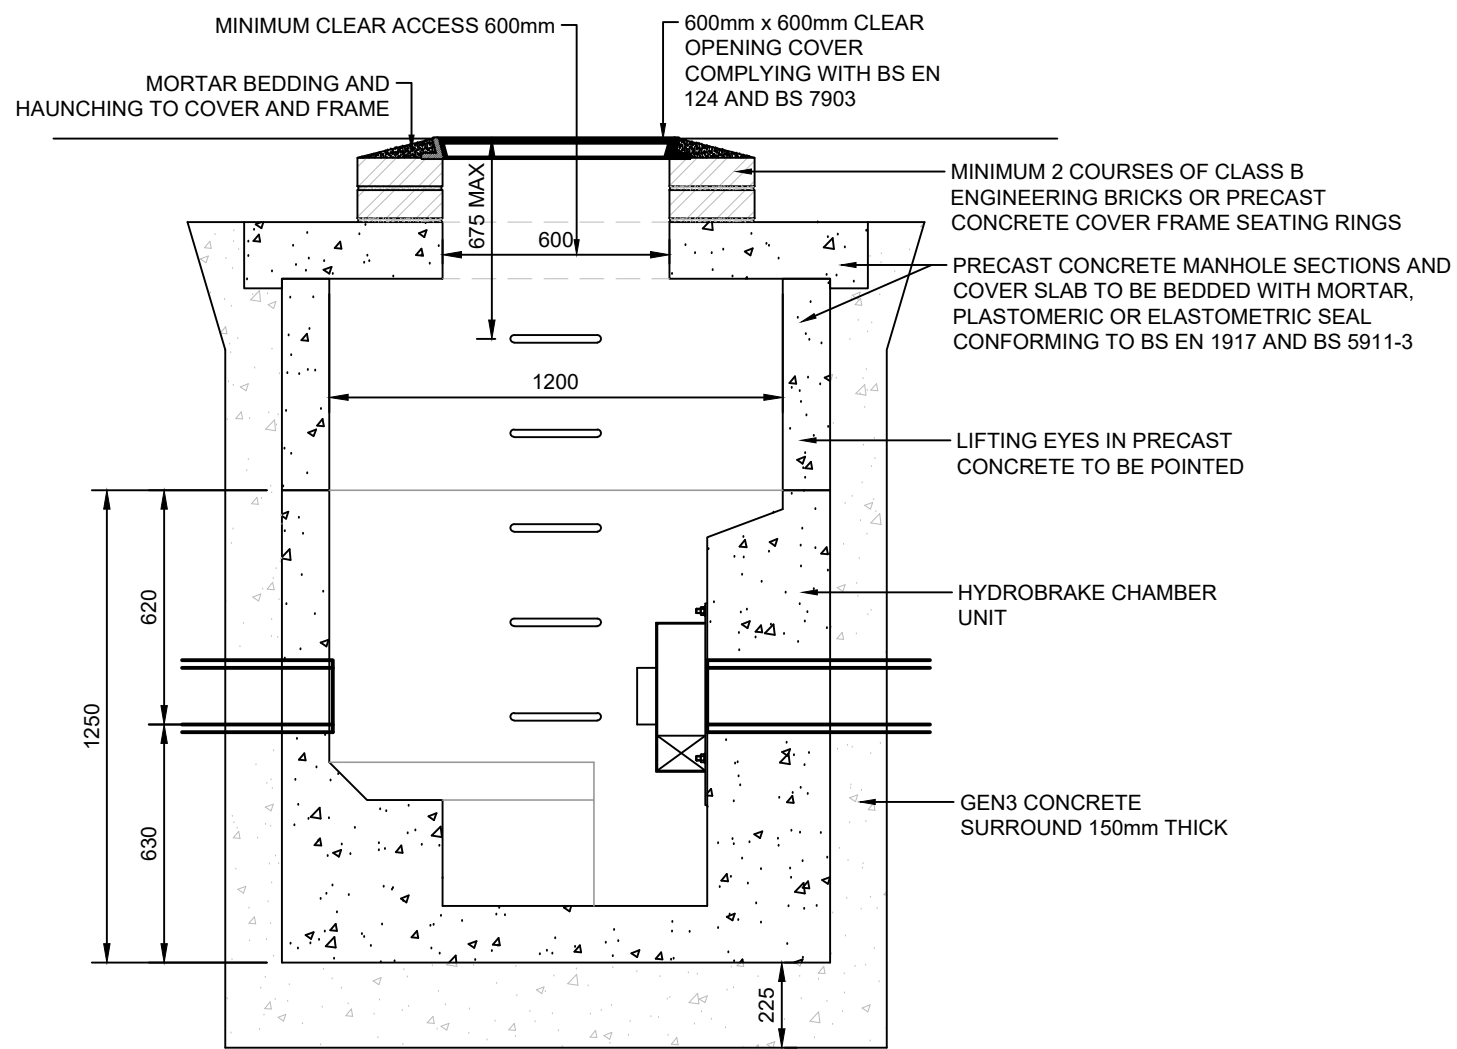 MINIMUM CLEAR ACCESS 600mm
600mm x 600mm CLEAR
OPENING COVER
COMPLYING WITH BS EN
124 AND BS 7903
MORTAR BEDDING AND
HAUNCHING TO COVER AND FRAME
MINIMUM 2 COURSES OF CLASS B
ENGINEERING BRICKS OR PRECAST
CONCRETE COVER FRAME SEATING RINGS
675 MAX
600
PRECAST CONCRETE MANHOLE SECTIONS AND
COVER SLAB TO BE BEDDED WITH MORTAR,
PLASTOMERIC OR ELASTOMETRIC SEAL
CONFORMING TO BS EN 1917 AND BS 5911-3
1200
LIFTING EYES IN PRECAST
CONCRETE TO BE POINTED
620
HYDROBRAKE CHAMBER
UNIT
1250
630
GEN3 CONCRETE
SURROUND 150mm THICK
225